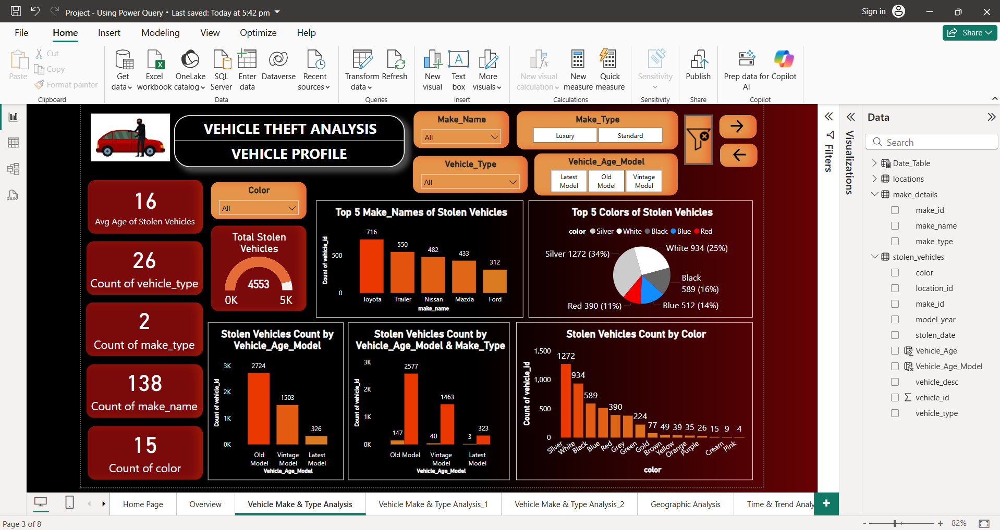 Project - Using Power Query • Last saved: Today at 5:42 pm
Sign in
File
Home
Insert
Modeling
View
Optimize
Help
Share
Paste
Cut
Copy
Format painter
Clipboard
Get data
Excel workbook
OneLake catalog
SQL Server
Enter data
Dataverse
Recent sources
Data
Transform data
Refresh
Queries
New visual
Text box
More visuals
Insert
New visual calculation
New measure
Quick measure
Calculations
Sensitivity
Sensitivity
Publish
Share
Prep data for AI
Copilot
Copilot
VEHICLE THEFT ANALYSIS
VEHICLE PROFILE
Make_Name
All
Make_Type
Luxury
Standard
Vehicle_Type
All
Vehicle_Age_Model
Latest Model
Old Model
Vintage Model
16
Avg Age of Stolen Vehicles
26
Count of vehicle_type
2
Count of make_type
138
Count of make_name
15
Count of color
Color
All
Total Stolen
Vehicles
4553
0K
5K
Top 5 Make_Names of Stolen Vehicles
Count of vehicle_id
500
0
716
550
482
433
312
Toyota
Trailer
Nissan
Mazda
Ford
make_name
Top 5 Colors of Stolen Vehicles
color
Silver
White
Black
Blue
Red
Silver 1272 (34%)
White 934 (25%)
Black
589 (16%)
Blue 512 (14%)
Red 390 (11%)
Stolen Vehicles Count by
Vehicle_Age_Model
Count of vehicle_id
3K
2K
1K
0K
2724
1503
326
Old Model
Vintage Model
Latest Model
Vehicle_Age_Model
Stolen Vehicles Count by
Vehicle_Age_Model & Make_Type
Count of vehicle_id
3K
2K
1K
0K
147
2577
40
1463
3
323
Old Model
Vintage Model
Latest Model
Vehicle_Age_Model
Stolen Vehicles Count by Color
Count of vehicle_id
1,500
1,000
500
0
1272
934
589
390
224
77
49
39
35
26
15
9
4
Silver
White
Black
Blue
Red
Grey
Green
Gold
Brown
Yellow
Orange
Purple
Cream
Pink
color
Filters
Visualizations
Data
Search
Date_Table
locations
make_details
make_id
make_name
make_type
stolen_vehicles
color
location_id
make_id
model_year
stolen_date
Vehicle_Age
Vehicle_Age_Model
vehicle_desc
vehicle_id
vehicle_type
Home Page
Overview
Vehicle Make & Type Analysis
Vehicle Make & Type Analysis_1
Vehicle Make & Type Analysis_2
Geographic Analysis
Time & Trend Analy
Page 3 of 8
- + 82%